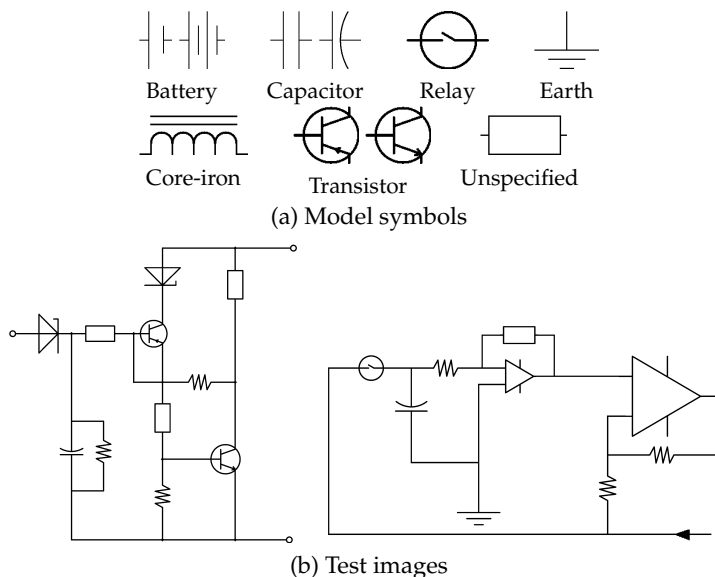 Battery Capacitor Relay Earth
Core-iron Transistor Unspecified
(a) Model symbols
(b) Test images